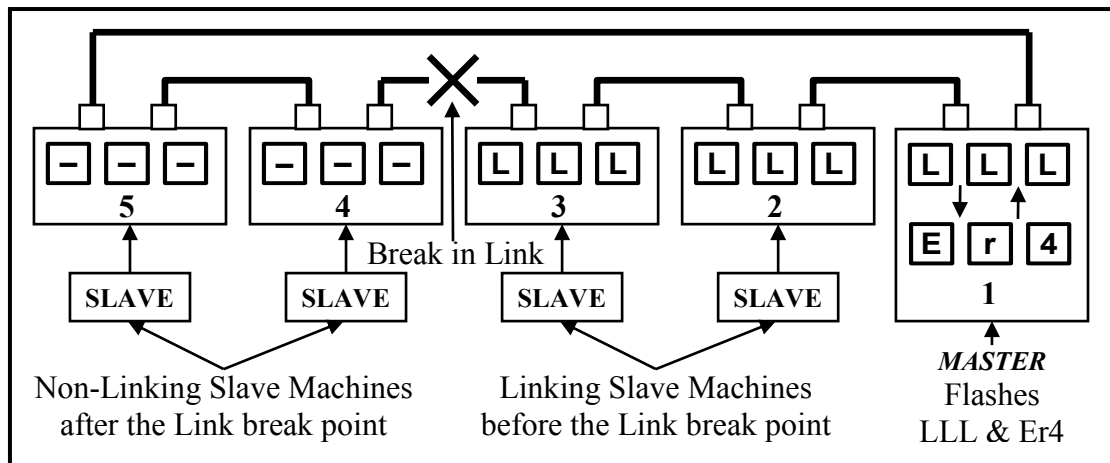 – – –
– – –
L L L
L L L
L L L
E r 4
5
4
3
2
1
Break in Link
SLAVE
SLAVE
SLAVE
SLAVE
Non-Linking Slave Machines
after the Link break point
Linking Slave Machines
before the Link break point
MASTER
Flashes
LLL & Er4